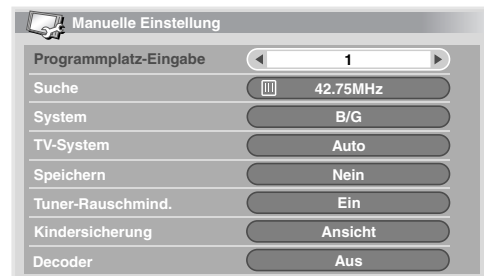 Manuelle Einstellung
Programmplatz-Eingabe 1
Suche 42.75MHz
System B/G
TV-System Auto
Speichern Nein
Tuner-Rauschmind. Ein
Kindersicherung Ansicht
Decoder Aus